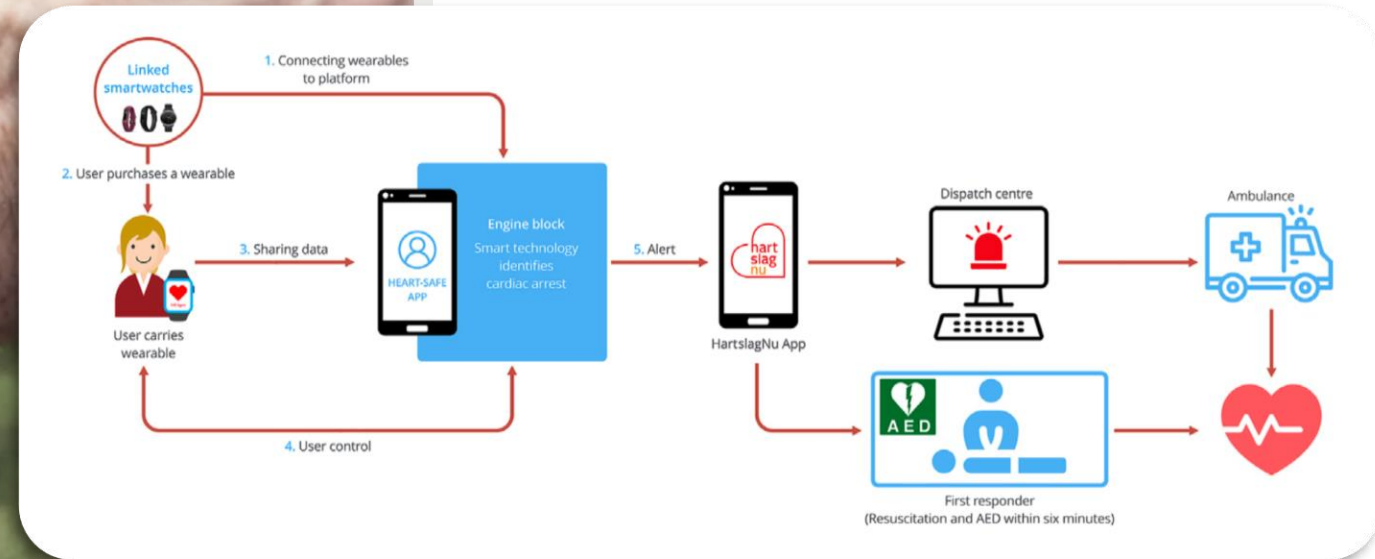 Linked
smartwatches
1. Connecting wearables
to platform
2. User purchases a wearable
User carries
wearable
3. Sharing data
HEART-SAFE
APP
Engine block
Smart technology
identifies
cardiac arrest
4. User control
5. Alert
hart
slag
nu
HartslagNu App
Dispatch centre
Ambulance
AED
First responder
(Resuscitation and AED within six minutes)